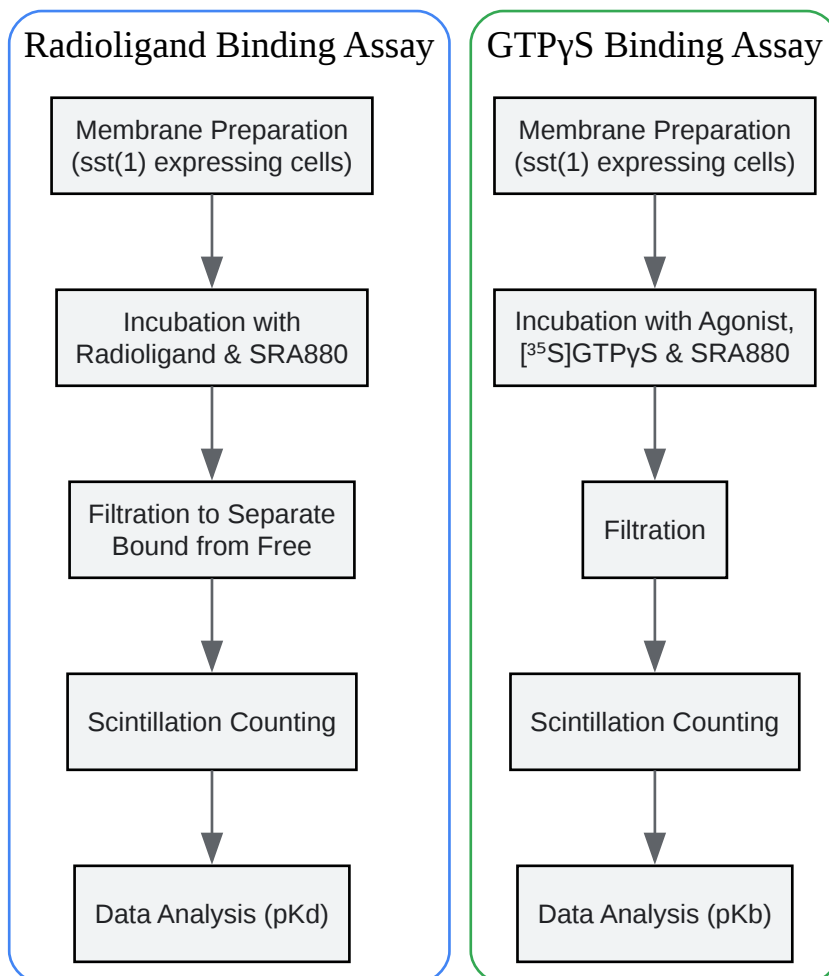 Radioligand Binding Assay
Membrane Preparation
(sst(1) expressing cells)
Incubation with
Radioligand & SRA880
Filtration to Separate
Bound from Free
Scintillation Counting
Data Analysis (pKd)
GTPγS Binding Assay
Membrane Preparation
(sst(1) expressing cells)
Incubation with Agonist,
[³⁵S]GTPγS & SRA880
Filtration
Scintillation Counting
Data Analysis (pKb)